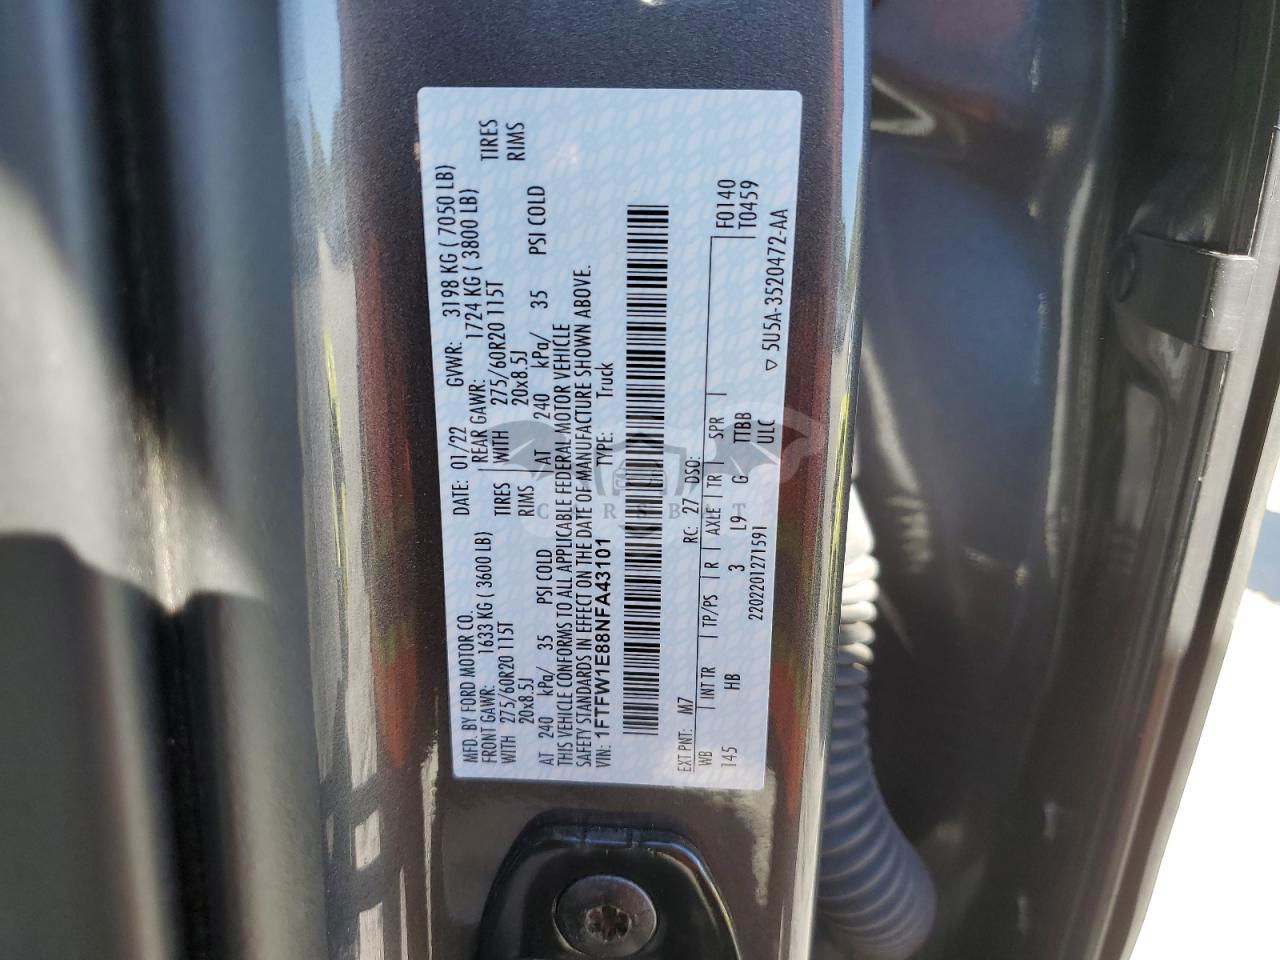 MFD. BY FORD MOTOR CO. DATE: 01/22 GVWR: 3198 KG ( 7050 LB)
FRONT GAWR: 1633 KG ( 3600 LB) REAR GAWR: 1724 KG ( 3800 LB)
WITH 275/60R20 115T TIRES WITH 275/60R20 115T TIRES
20x8.5J RIMS 20x8.5J RIMS
AT 240 kPa/ 35 PSI COLD AT 240 kPa/ 35 PSI COLD
THIS VEHICLE CONFORMS TO ALL APPLICABLE FEDERAL MOTOR VEHICLE
SAFETY STANDARDS IN EFFECT ON THE DATE OF MANUFACTURE SHOWN ABOVE.
VIN: 1FTFW1E88NFA43101 TYPE: Truck
EXT PNT: M7 RC: 27 DSO:
WB INT TR TP/PS R AXLE TR SPR F0140
145 HB 3 L9 G TTBB T0459
2202201271591 ULC
▽ 5U5A-3520472-AA
CARSBAT